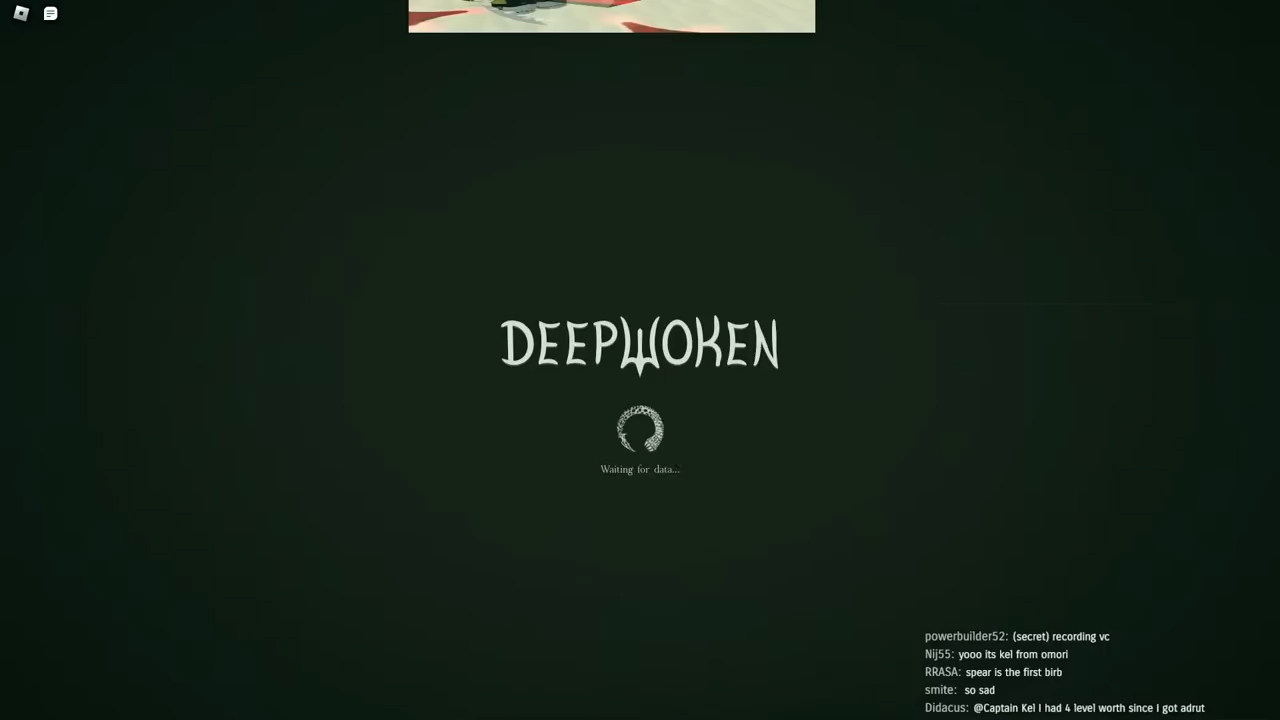 DEEPWOKEN
Waiting for data...
powerbuilder52: (secret) recording vc
Nij55: yooo its kel from omori
RRASA: spear is the first birb
smite: so sad
Didacus: @Captain Kel I had 4 level worth since I got adrut